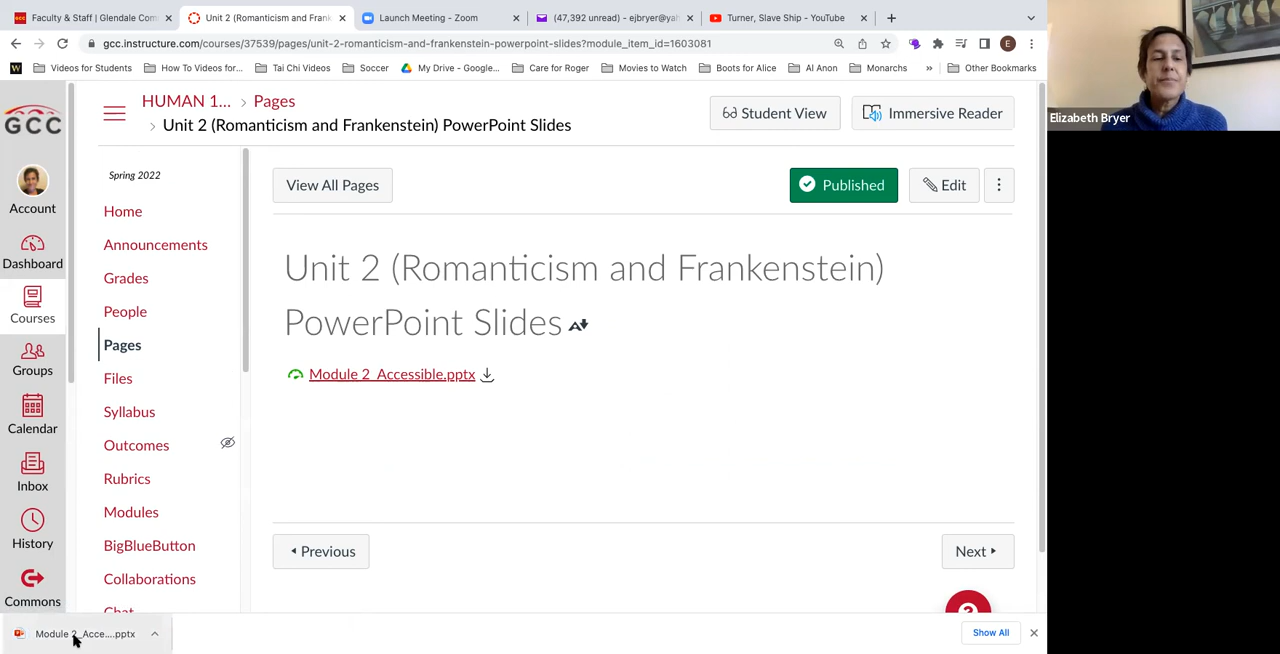 Faculty & Staff | Glendale Com
Unit 2 (Romanticism and Frank
Launch Meeting - Zoom
(47,392 unread) - ejbryer@yah
Turner, Slave Ship - YouTube
gcc.instructure.com/courses/37539/pages/unit-2-romanticism-and-frankenstein-powerpoint-slides?module_item_id=1603081
E
W
Videos for Students
How To Videos for...
Tai Chi Videos
Soccer
My Drive - Google...
Care for Roger
Movies to Watch
Boots for Alice
Al Anon
Monarchs
»
Other Bookmarks
GCC
HUMAN 1... > Pages
> Unit 2 (Romanticism and Frankenstein) PowerPoint Slides
Student View
Immersive Reader
Elizabeth Bryer
Account
Dashboard
Courses
Groups
Calendar
Inbox
History
Commons
Spring 2022
Home
Announcements
Grades
People
Pages
Files
Syllabus
Outcomes
Rubrics
Modules
BigBlueButton
Collaborations
Chat
View All Pages
Published
Edit
Unit 2 (Romanticism and Frankenstein)
PowerPoint Slides
Module 2_Accessible.pptx
Previous
Next
Module 2_Acce....pptx
Show All